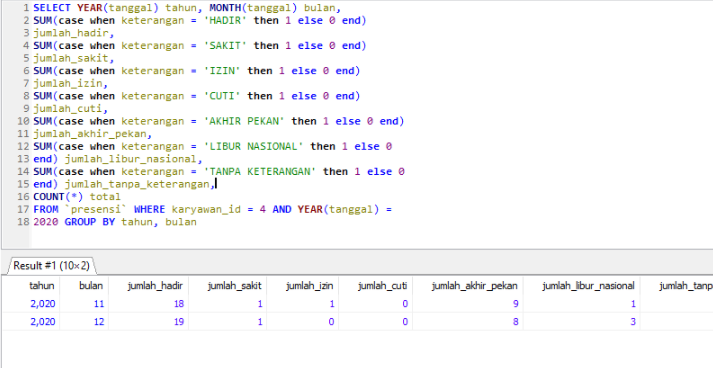 1 SELECT YEAR(tanggal) tahun, MONTH(tanggal) bulan,
2 SUM(case when keterangan = 'HADIR' then 1 else 0 end)
3 jumlah_hadir,
4 SUM(case when keterangan = 'SAKIT' then 1 else 0 end)
5 jumlah_sakit,
6 SUM(case when keterangan = 'IZIN' then 1 else 0 end)
7 jumlah_izin,
8 SUM(case when keterangan = 'CUTI' then 1 else 0 end)
9 jumlah_cuti,
10 SUM(case when keterangan = 'AKHIR PEKAN' then 1 else 0 end)
11 jumlah_akhir_pekan,
12 SUM(case when keterangan = 'LIBUR NASIONAL' then 1 else 0
13 end) jumlah_libur_nasional,
14 SUM(case when keterangan = 'TANPA KETERANGAN' then 1 else 0
15 end) jumlah_tanpa_keterangan,
16 COUNT(*) total
17 FROM `presensi` WHERE karyawan_id = 4 AND YEAR(tanggal) =
18 2020 GROUP BY tahun, bulan
Result #1 (10×2)
tahun bulan jumlah_hadir jumlah_sakit jumlah_izin jumlah_cuti jumlah_akhir_pekan jumlah_libur_nasional jumlah_tanp
2,020 11 18 1 1 0 9 1
2,020 12 19 1 0 0 8 3